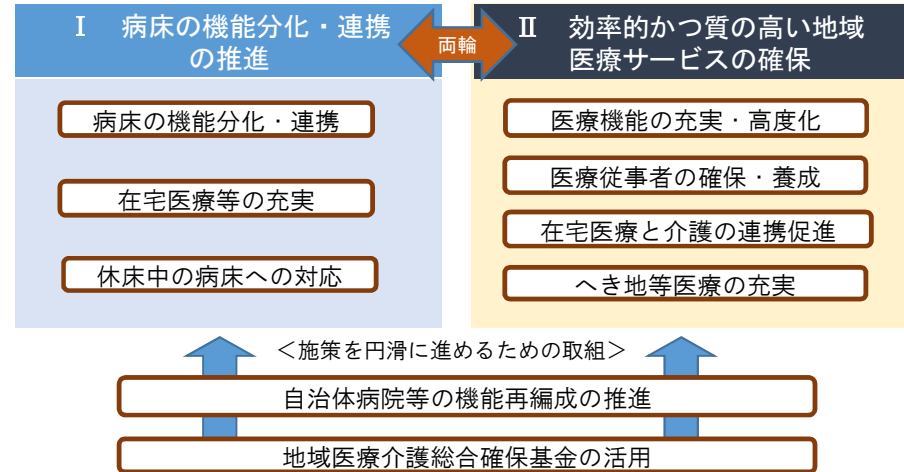 Ⅰ 病床の機能分化・連携
の推進
両輪
Ⅱ 効率的かつ質の高い地域
医療サービスの確保
病床の機能分化・連携
在宅医療等の充実
休床中の病床への対応
医療機能の充実・高度化
医療従事者の確保・養成
在宅医療と介護の連携促進
へき地等医療の充実
＜施策を円滑に進めるための取組＞
自治体病院等の機能再編成の推進
地域医療介護総合確保基金の活用